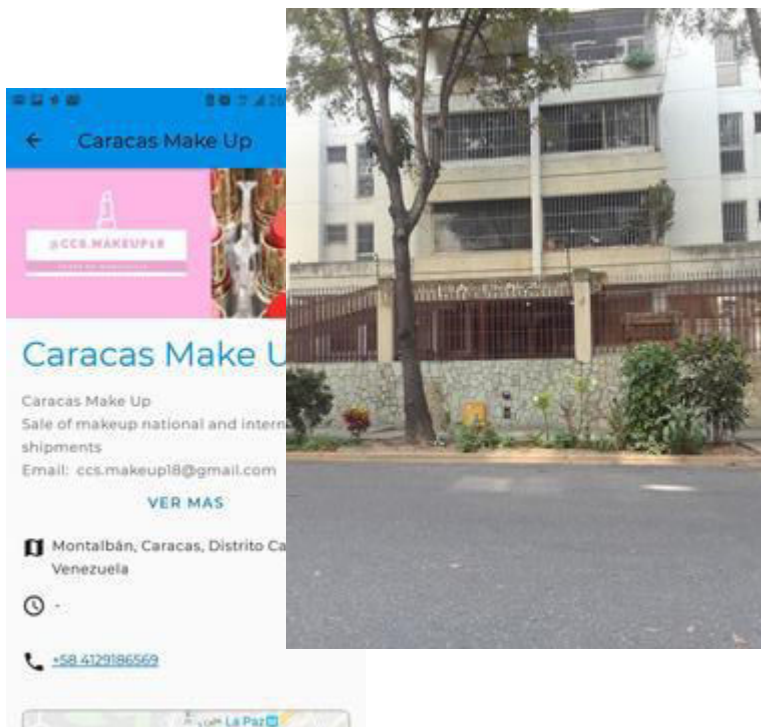 Caracas Make Up
@CCS.MAKEUP18
Caracas Make U
Caracas Make Up
Sale of makeup national and intern
shipments
Email: ccs.makeup18@gmail.com
VER MAS
Montalbán, Caracas, Distrito Ca
Venezuela
-
+58 4129186569
La Paz